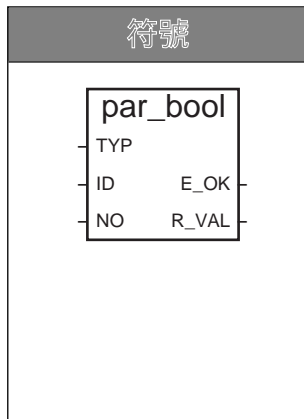 符號
par_bool
TYP
ID E_OK
NO R_VAL